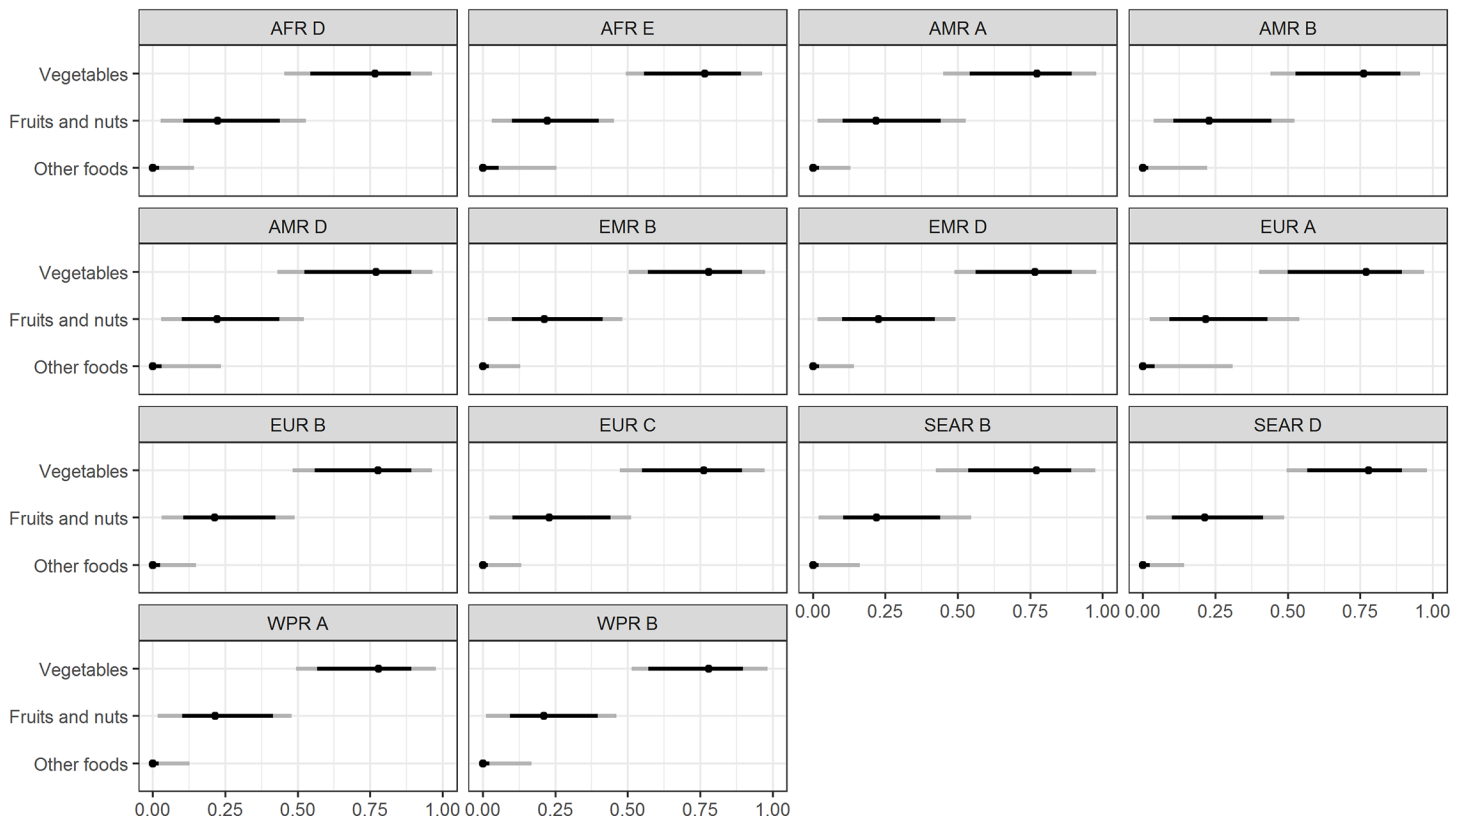 AFR D AFR E AMR A AMR B
Vegetables
Fruits and nuts
Other foods
AMR D EMR B EMR D EUR A
Vegetables
Fruits and nuts
Other foods
EUR B EUR C SEAR B SEAR D
Vegetables
Fruits and nuts
Other foods
0.00 0.25 0.50 0.75 1.00 0.00 0.25 0.50 0.75 1.00
WPR A WPR B
Vegetables
Fruits and nuts
Other foods
0.00 0.25 0.50 0.75 1.00 0.00 0.25 0.50 0.75 1.00